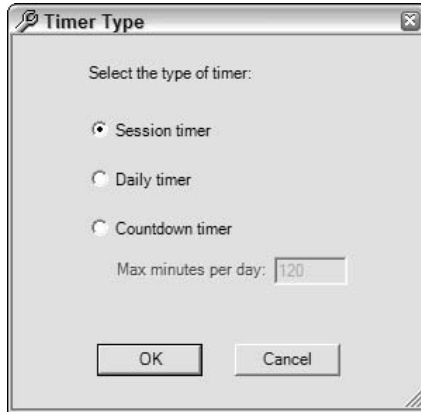 Timer Type
Select the type of timer:
Session timer
Daily timer
Countdown timer
Max minutes per day: 120
OK Cancel